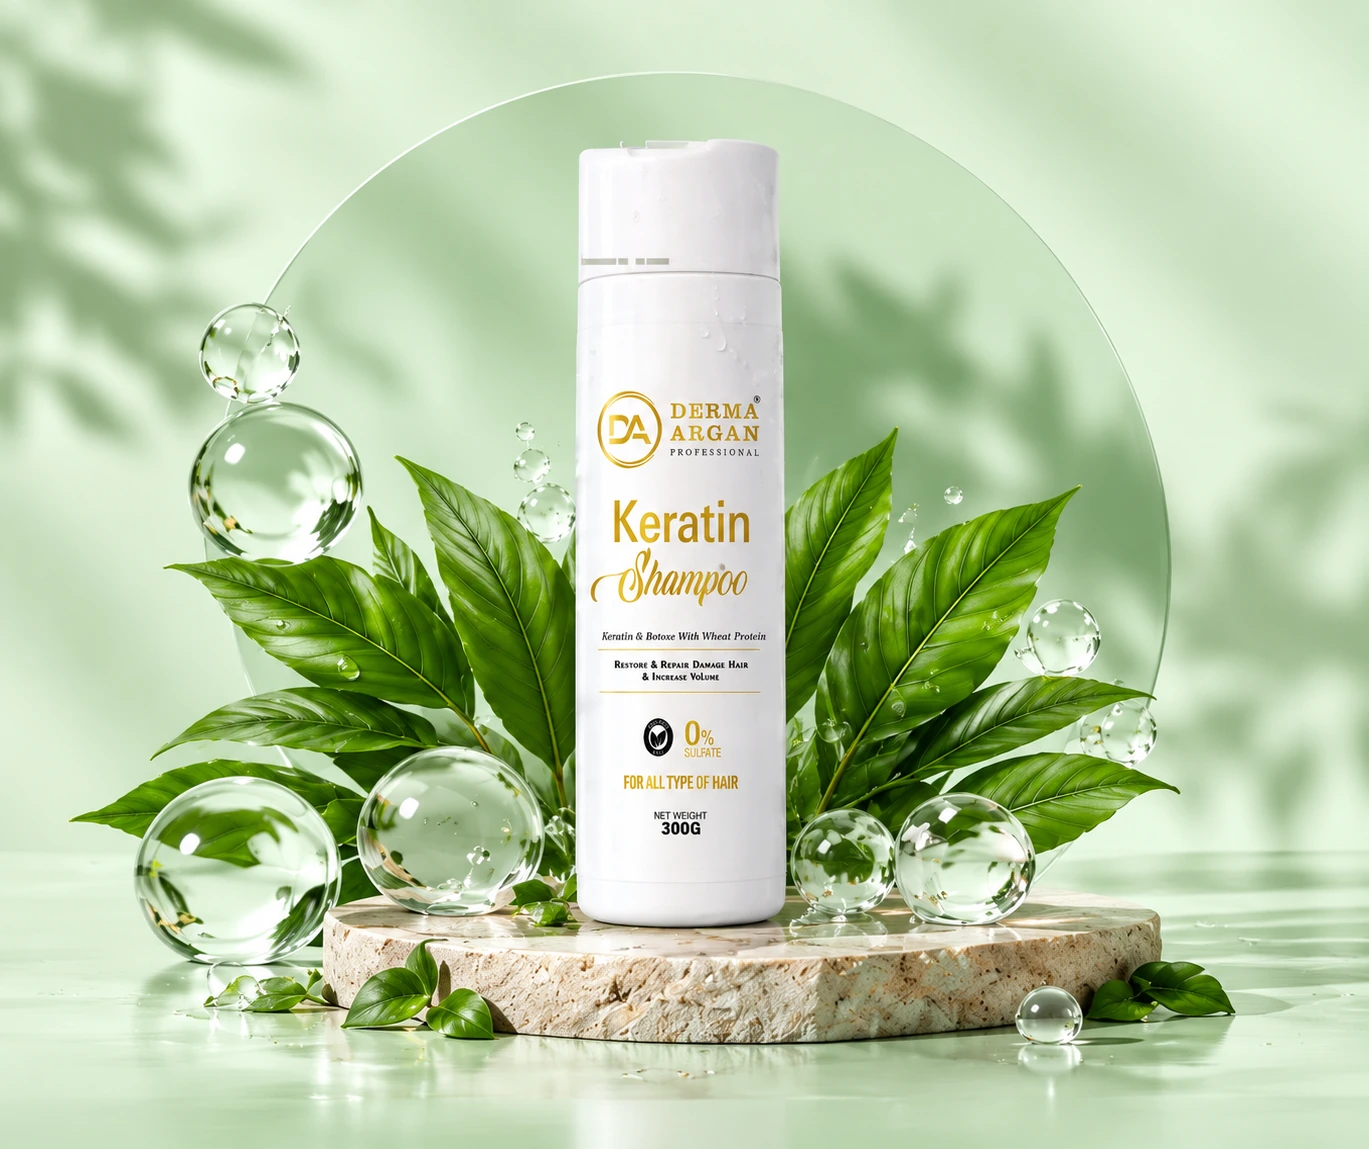 DA
DERMA®
ARGAN
PROFESSIONAL
Keratin
Shampoo
Keratin & Botoxe With Wheat Protein
Restore & Repair Damage Hair
& Increase Volume
0%
SULFATE
FOR ALL TYPE OF HAIR
NET WEIGHT
300G